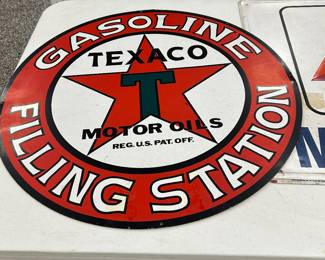 GASOLINE
TEXACO
T
MOTOR OILS
REG. U.S. PAT. OFF.
FILLING STATION
N